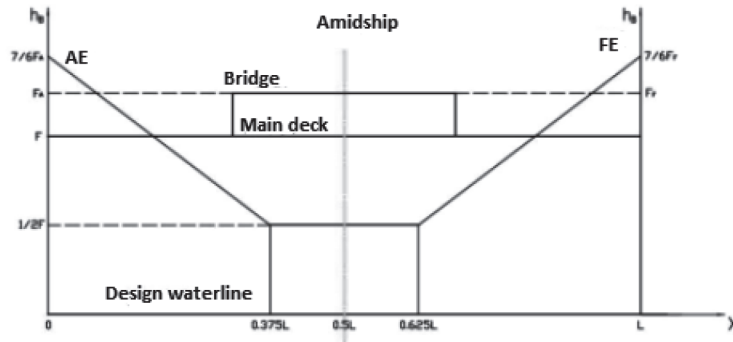 hB hB
Amidship
AE FE
7/6FA 7/6FF
Bridge
FA FF
Main deck
F
1/2F
Design waterline
0 0.375L 0.5L 0.625L L X